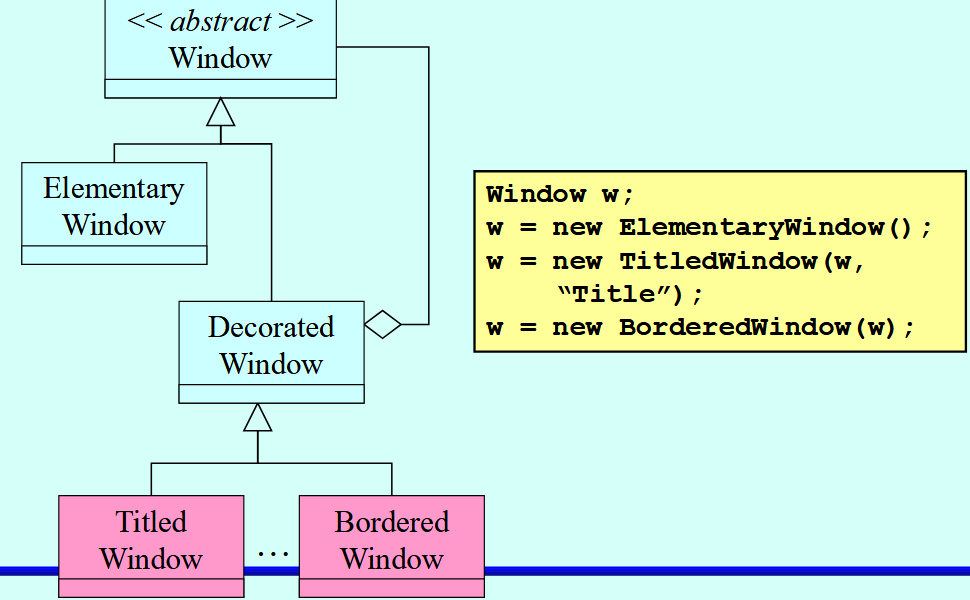 << abstract >>
Window
Elementary
Window
Window w;
w = new ElementaryWindow();
w = new TitledWindow(w,
“Title”);
w = new BorderedWindow(w);
Decorated
Window
Titled
Window
...
Bordered
Window